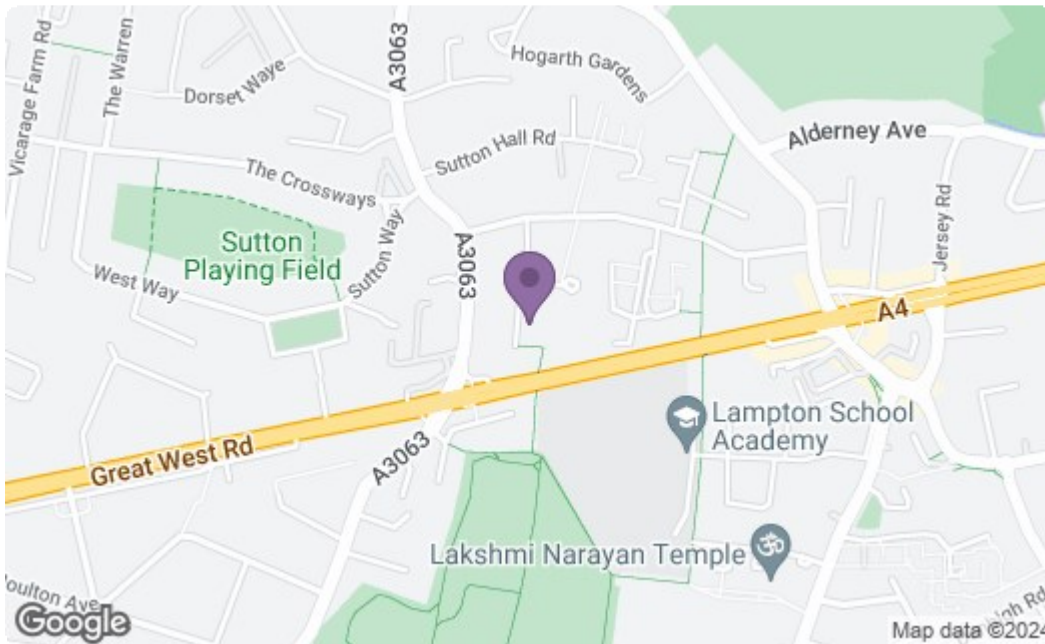 Vicarage Farm Rd
The Warren
Dorset Waye
A3063
Hogarth Gardens
Sutton Hall Rd
Alderney Ave
The Crossways
Jersey Rd
Sutton
Playing Field
Sutton Way
A3063
West Way
A4
Lampton School
Academy
Great West Rd
A3063
Lakshmi Narayan Temple
ॐ
Ave
Rd
Google
Map data ©2024